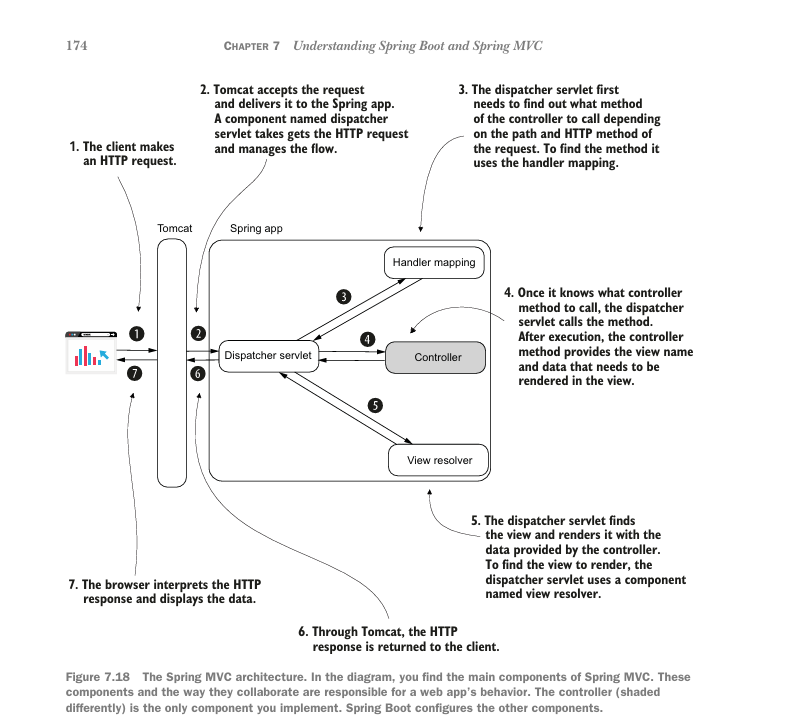 174
CHAPTER 7 Understanding Spring Boot and Spring MVC
1. The client makes
an HTTP request.
2. Tomcat accepts the request
and delivers it to the Spring app.
A component named dispatcher
servlet takes gets the HTTP request
and manages the flow.
3. The dispatcher servlet first
needs to find out what method
of the controller to call depending
on the path and HTTP method of
the request. To find the method it
uses the handler mapping.
Tomcat
Spring app
Handler mapping
3
4. Once it knows what controller
method to call, the dispatcher
servlet calls the method.
After execution, the controller
method provides the view name
and data that needs to be
rendered in the view.
1
2
4
Dispatcher servlet
Controller
7
6
5
View resolver
5. The dispatcher servlet finds
the view and renders it with the
data provided by the controller.
To find the view to render, the
dispatcher servlet uses a component
named view resolver.
7. The browser interprets the HTTP
response and displays the data.
6. Through Tomcat, the HTTP
response is returned to the client.
Figure 7.18 The Spring MVC architecture. In the diagram, you find the main components of Spring MVC. These
components and the way they collaborate are responsible for a web app's behavior. The controller (shaded
differently) is the only component you implement. Spring Boot configures the other components.